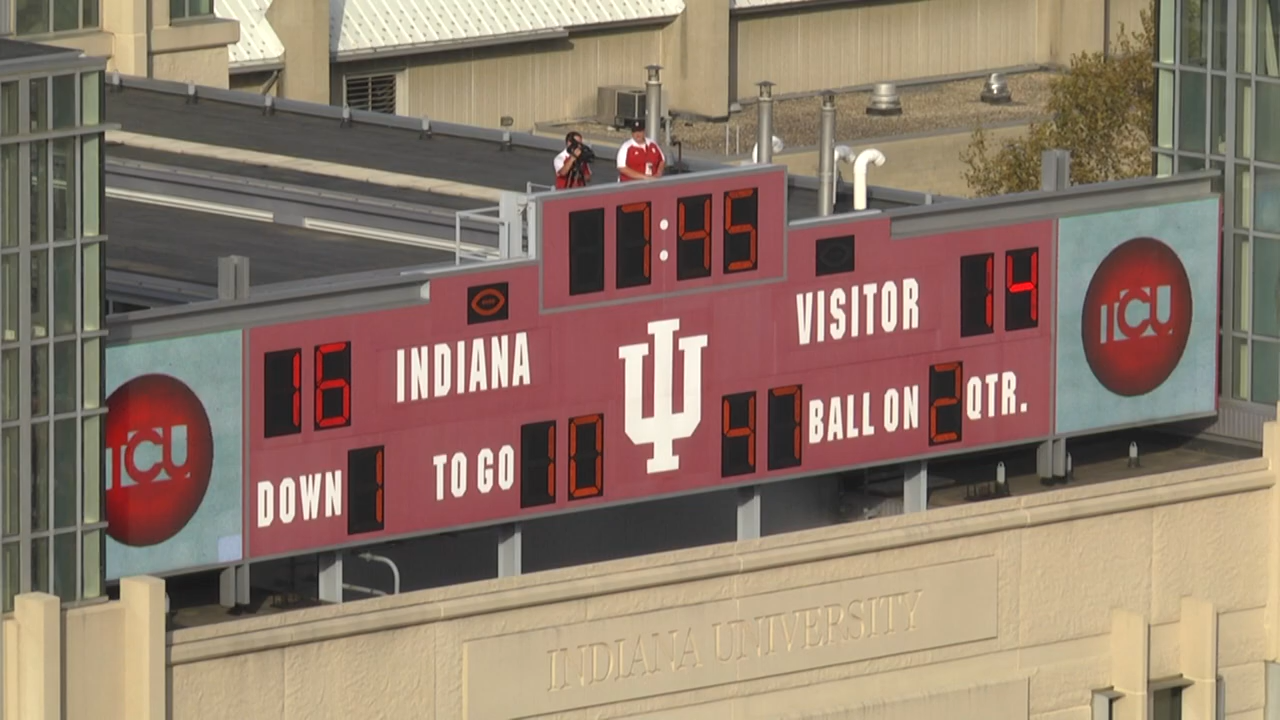 7:45
INDIANA
16
VISITOR
14
IU
DOWN 1
TO GO 10
47 BALL ON
2 QTR.
TCU
TCU
INDIANA UNIVERSITY